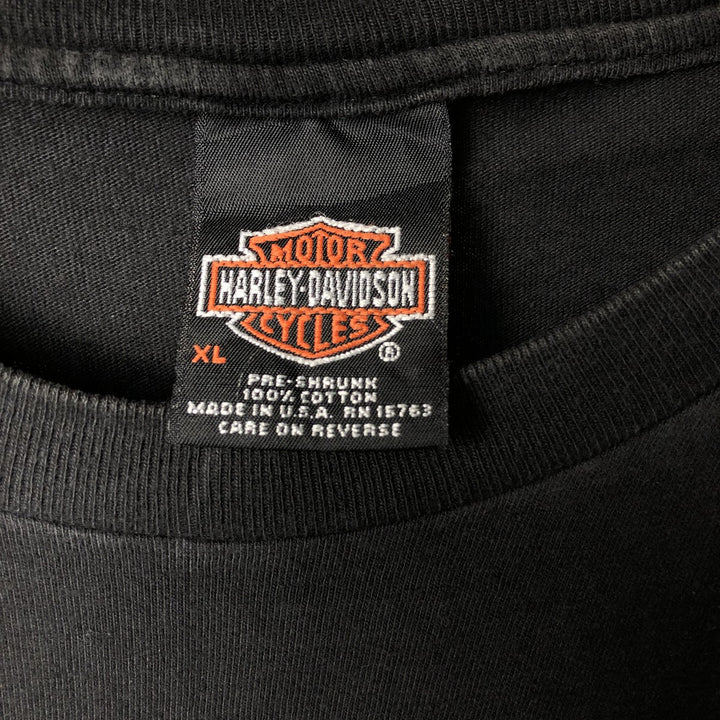 MOTOR
HARLEY-DAVIDSON
CYCLES
XL ®
PRE-SHRUNK
100% COTTON
MADE IN U.S.A. RN 15763
CARE ON REVERSE